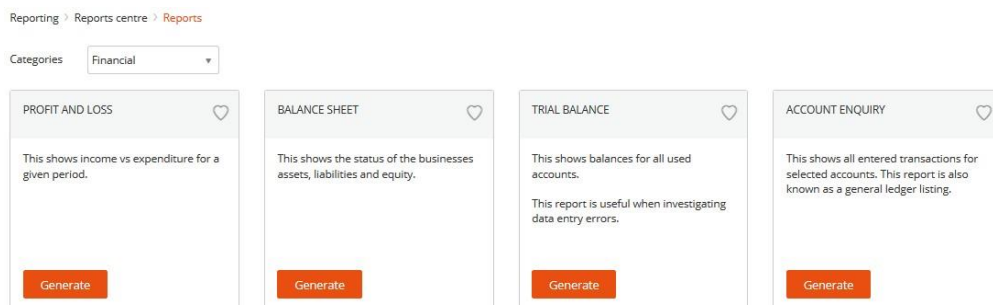 Reporting > Reports centre > Reports
Categories Financial
PROFIT AND LOSS
This shows income vs expenditure for a
given period.
Generate
BALANCE SHEET
This shows the status of the businesses
assets, liabilities and equity.
Generate
TRIAL BALANCE
This shows balances for all used
accounts.
This report is useful when investigating
data entry errors.
Generate
ACCOUNT ENQUIRY
This shows all entered transactions for
selected accounts. This report is also
known as a general ledger listing.
Generate